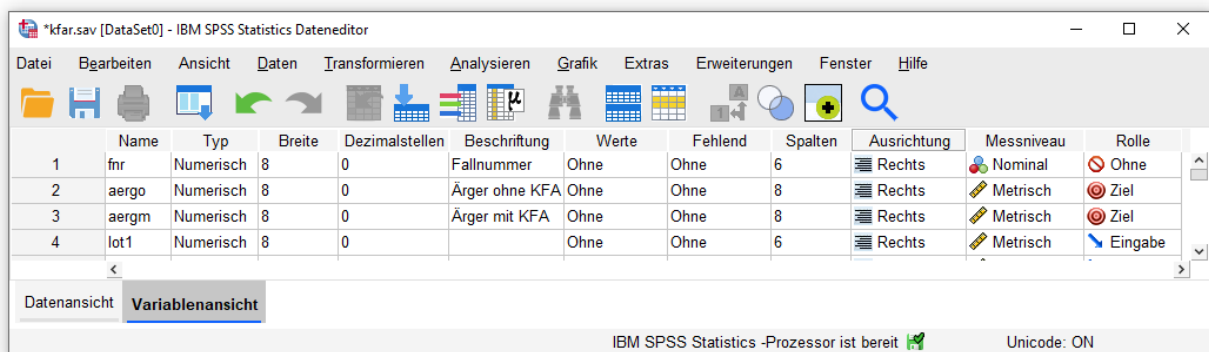 *kfar.sav [DataSet0] - IBM SPSS Statistics Dateneditor
Datei Bearbeiten Ansicht Daten Transformieren Analysieren Grafik Extras Erweiterungen Fenster Hilfe
Name Typ Breite Dezimalstellen Beschriftung Werte Fehlend Spalten Ausrichtung Messniveau Rolle
1 fnr Numerisch 8 0 Fallnummer Ohne Ohne 6 Rechts Nominal Ohne
2 aergo Numerisch 8 0 Ärger ohne KFA Ohne Ohne 8 Rechts Metrisch Ziel
3 aergm Numerisch 8 0 Ärger mit KFA Ohne Ohne 8 Rechts Metrisch Ziel
4 lot1 Numerisch 8 0 Ohne Ohne 6 Rechts Metrisch Eingabe
Datenansicht Variablenansicht
IBM SPSS Statistics -Prozessor ist bereit Unicode: ON